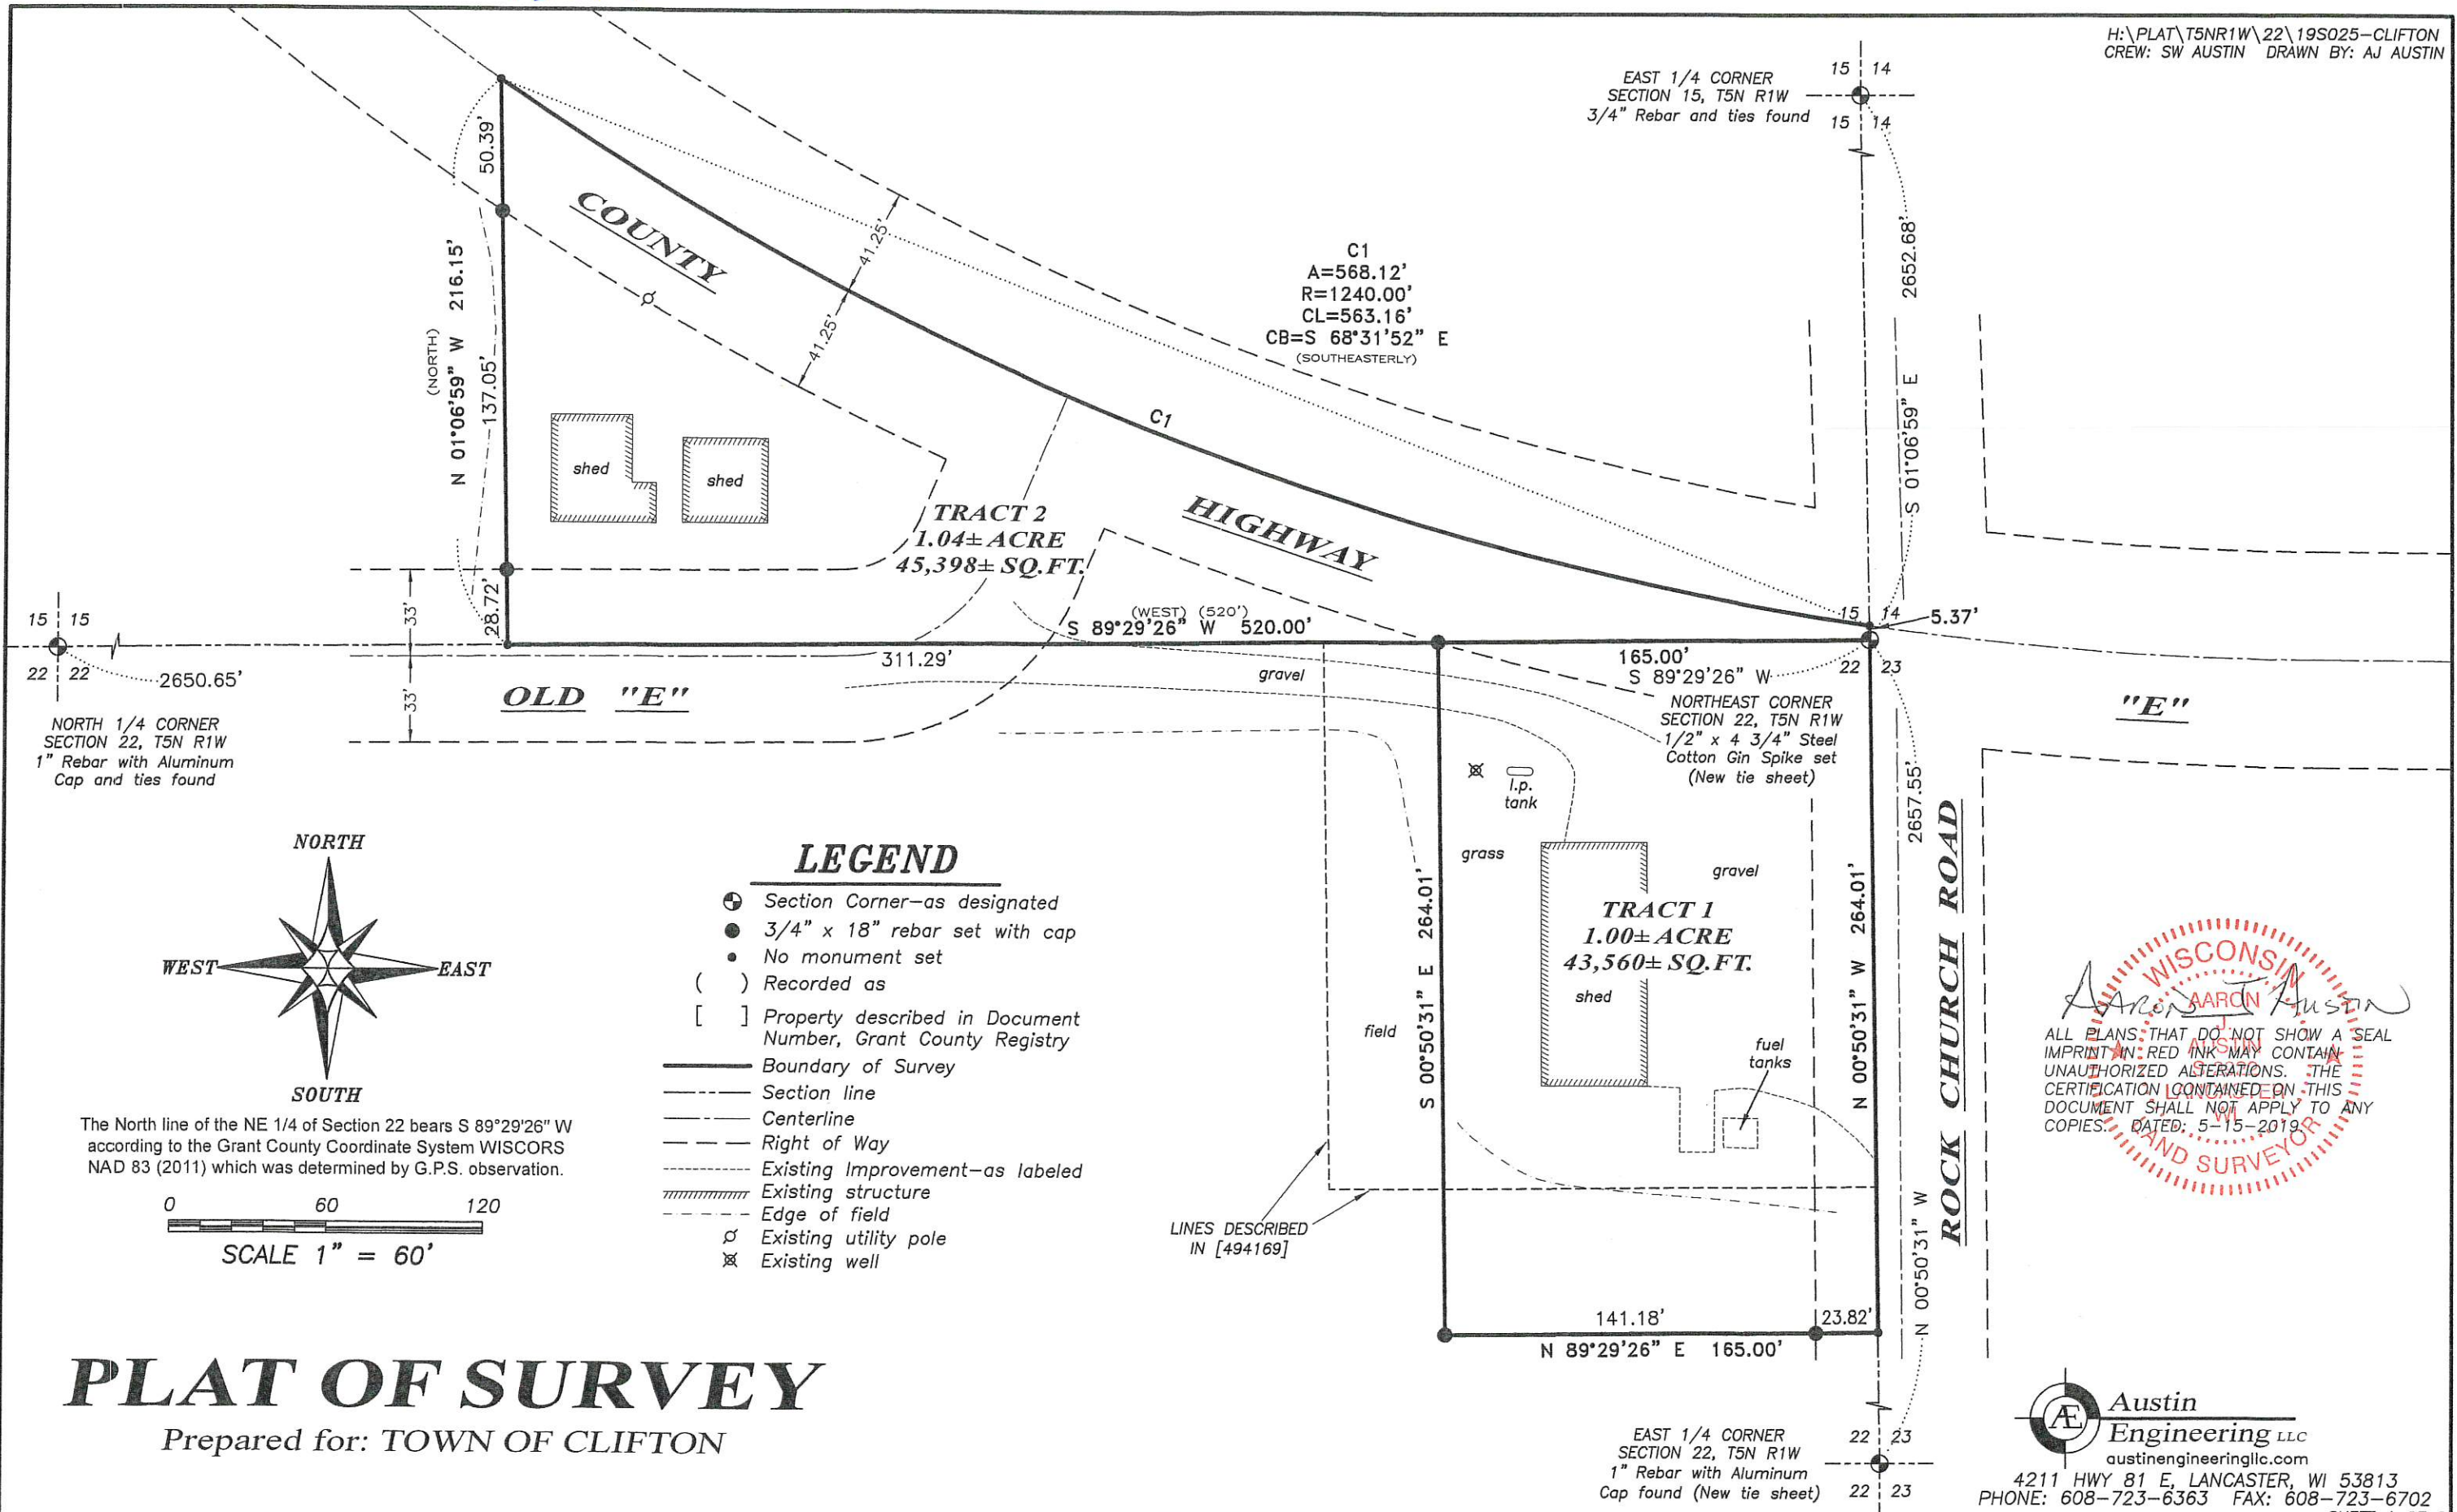 H:\PLAT\T5NR1W\22\19S025-CLIFTON
CREW: SW AUSTIN DRAWN BY: AJ AUSTIN
EAST 1/4 CORNER
SECTION 15, T5N R1W
3/4" Rebar and ties found
15 14
15 14
2652.68'
S 01°06'59" E
50.39'
COUNTY
41.25'
41.25'
C1
A=568.12'
R=1240.00'
CL=563.16'
CB=S 68°31'52" E
(SOUTHEASTERLY)
(NORTH)
N 01°06'59" W 216.15'
137.05'
C1
shed
shed
TRACT 2
1.04± ACRE
45,398± SQ.FT.
HIGHWAY
28.72'
33'
33'
15 15
22 22
2650.65'
NORTH 1/4 CORNER
SECTION 22, T5N R1W
1" Rebar with Aluminum
Cap and ties found
(WEST) (520')
S 89°29'26" W 520.00'
311.29'
OLD "E"
gravel
15 14
5.37'
165.00'
S 89°29'26" W
22 23
NORTHEAST CORNER
SECTION 22, T5N R1W
1/2" x 4 3/4" Steel
Cotton Gin Spike set
(New tie sheet)
"E"
2657.55'
l.p.
tank
grass
gravel
S 00°50'31" E 264.01'
TRACT 1
1.00± ACRE
43,560± SQ.FT.
shed
N 00°50'31" W 264.01'
ROCK CHURCH ROAD
field
fuel
tanks
LINES DESCRIBED
IN [494169]
N 00°50'31" W
141.18'
23.82'
N 89°29'26" E 165.00'
EAST 1/4 CORNER
SECTION 22, T5N R1W
1" Rebar with Aluminum
Cap found (New tie sheet)
22 23
22 23
NORTH
WEST
EAST
SOUTH
The North line of the NE 1/4 of Section 22 bears S 89°29'26" W
according to the Grant County Coordinate System WISCORS
NAD 83 (2011) which was determined by G.P.S. observation.
0 60 120
SCALE 1" = 60'
LEGEND
Section Corner-as designated
3/4" x 18" rebar set with cap
No monument set
( ) Recorded as
[ ] Property described in Document
Number, Grant County Registry
Boundary of Survey
Section line
Centerline
Right of Way
Existing Improvement-as labeled
Existing structure
Edge of field
Existing utility pole
Existing well
PLAT OF SURVEY
Prepared for: TOWN OF CLIFTON
Aaron J Austin
WISCONSIN
AARON
J
AUSTIN
LANCASTER
WI
LAND SURVEYOR
ALL PLANS THAT DO NOT SHOW A SEAL
IMPRINT IN RED INK MAY CONTAIN
UNAUTHORIZED ALTERATIONS. THE
CERTIFICATION CONTAINED ON THIS
DOCUMENT SHALL NOT APPLY TO ANY
COPIES. DATED: 5-15-2019
Æ
Austin
Engineering LLC
austinengineeringllc.com
4211 HWY 81 E, LANCASTER, WI 53813
PHONE: 608-723-6363 FAX: 608-723-6702